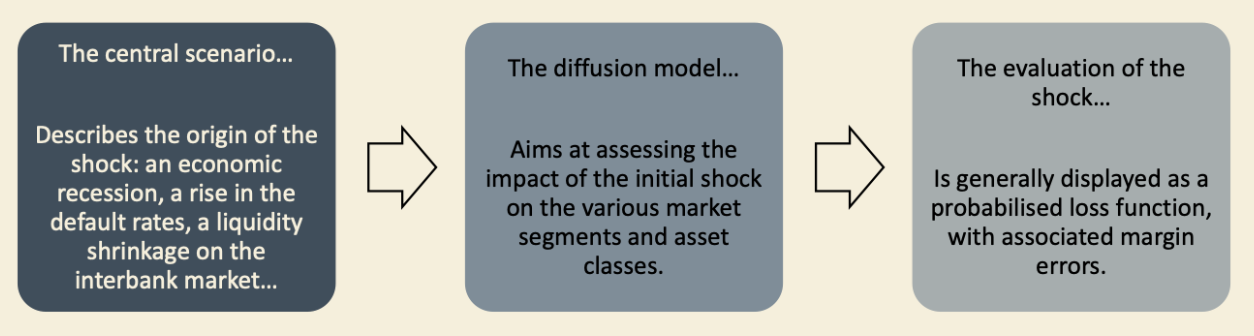 The central scenario...
Describes the origin of the
shock: an economic
recession, a rise in the
default rates, a liquidity
shrinkage on the
interbank market...
The diffusion model...
Aims at assessing the
impact of the initial shock
on the various market
segments and asset
classes.
The evaluation of the
shock...
Is generally displayed as a
probabilised loss function,
with associated margin
errors.